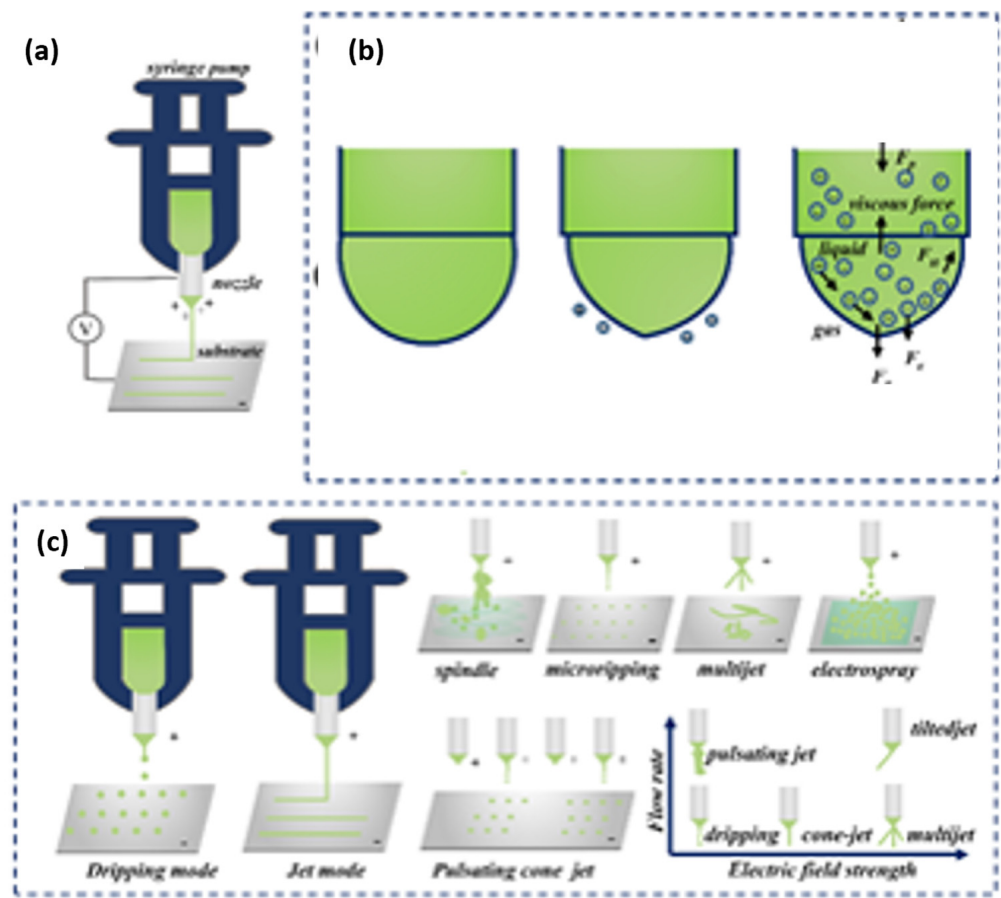 (a)
syringe pump
nozzle
V
substrate
(b)
viscous force
liquid
gas
(c)
Dripping mode
Jet mode
spindle
microripping
multijet
electrospray
Pulsating cone jet
Flow rate
pulsating jet
tiltedjet
dripping
cone-jet
multijet
Electric field strength